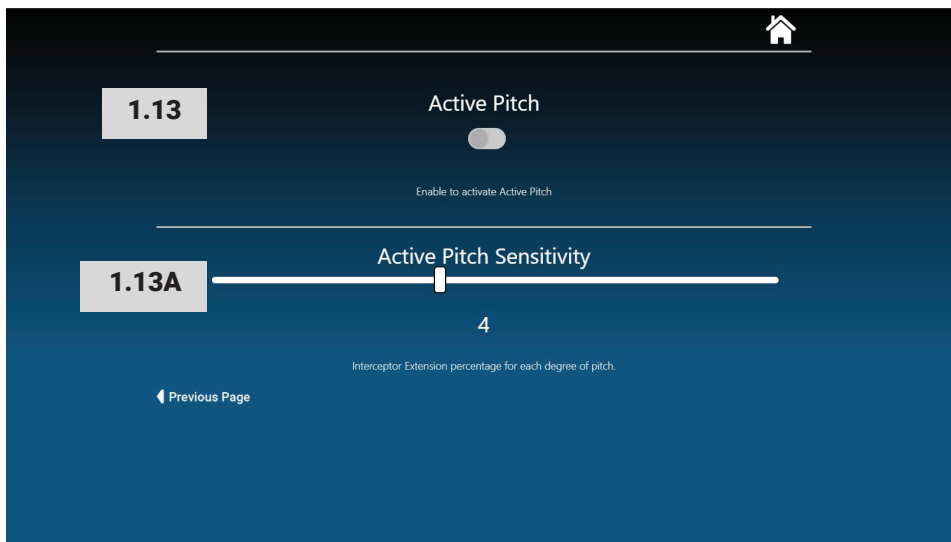 1.13
Active Pitch
Enable to activate Active Pitch
1.13A
Active Pitch Sensitivity
4
Interceptor Extension percentage for each degree of pitch.
Previous Page